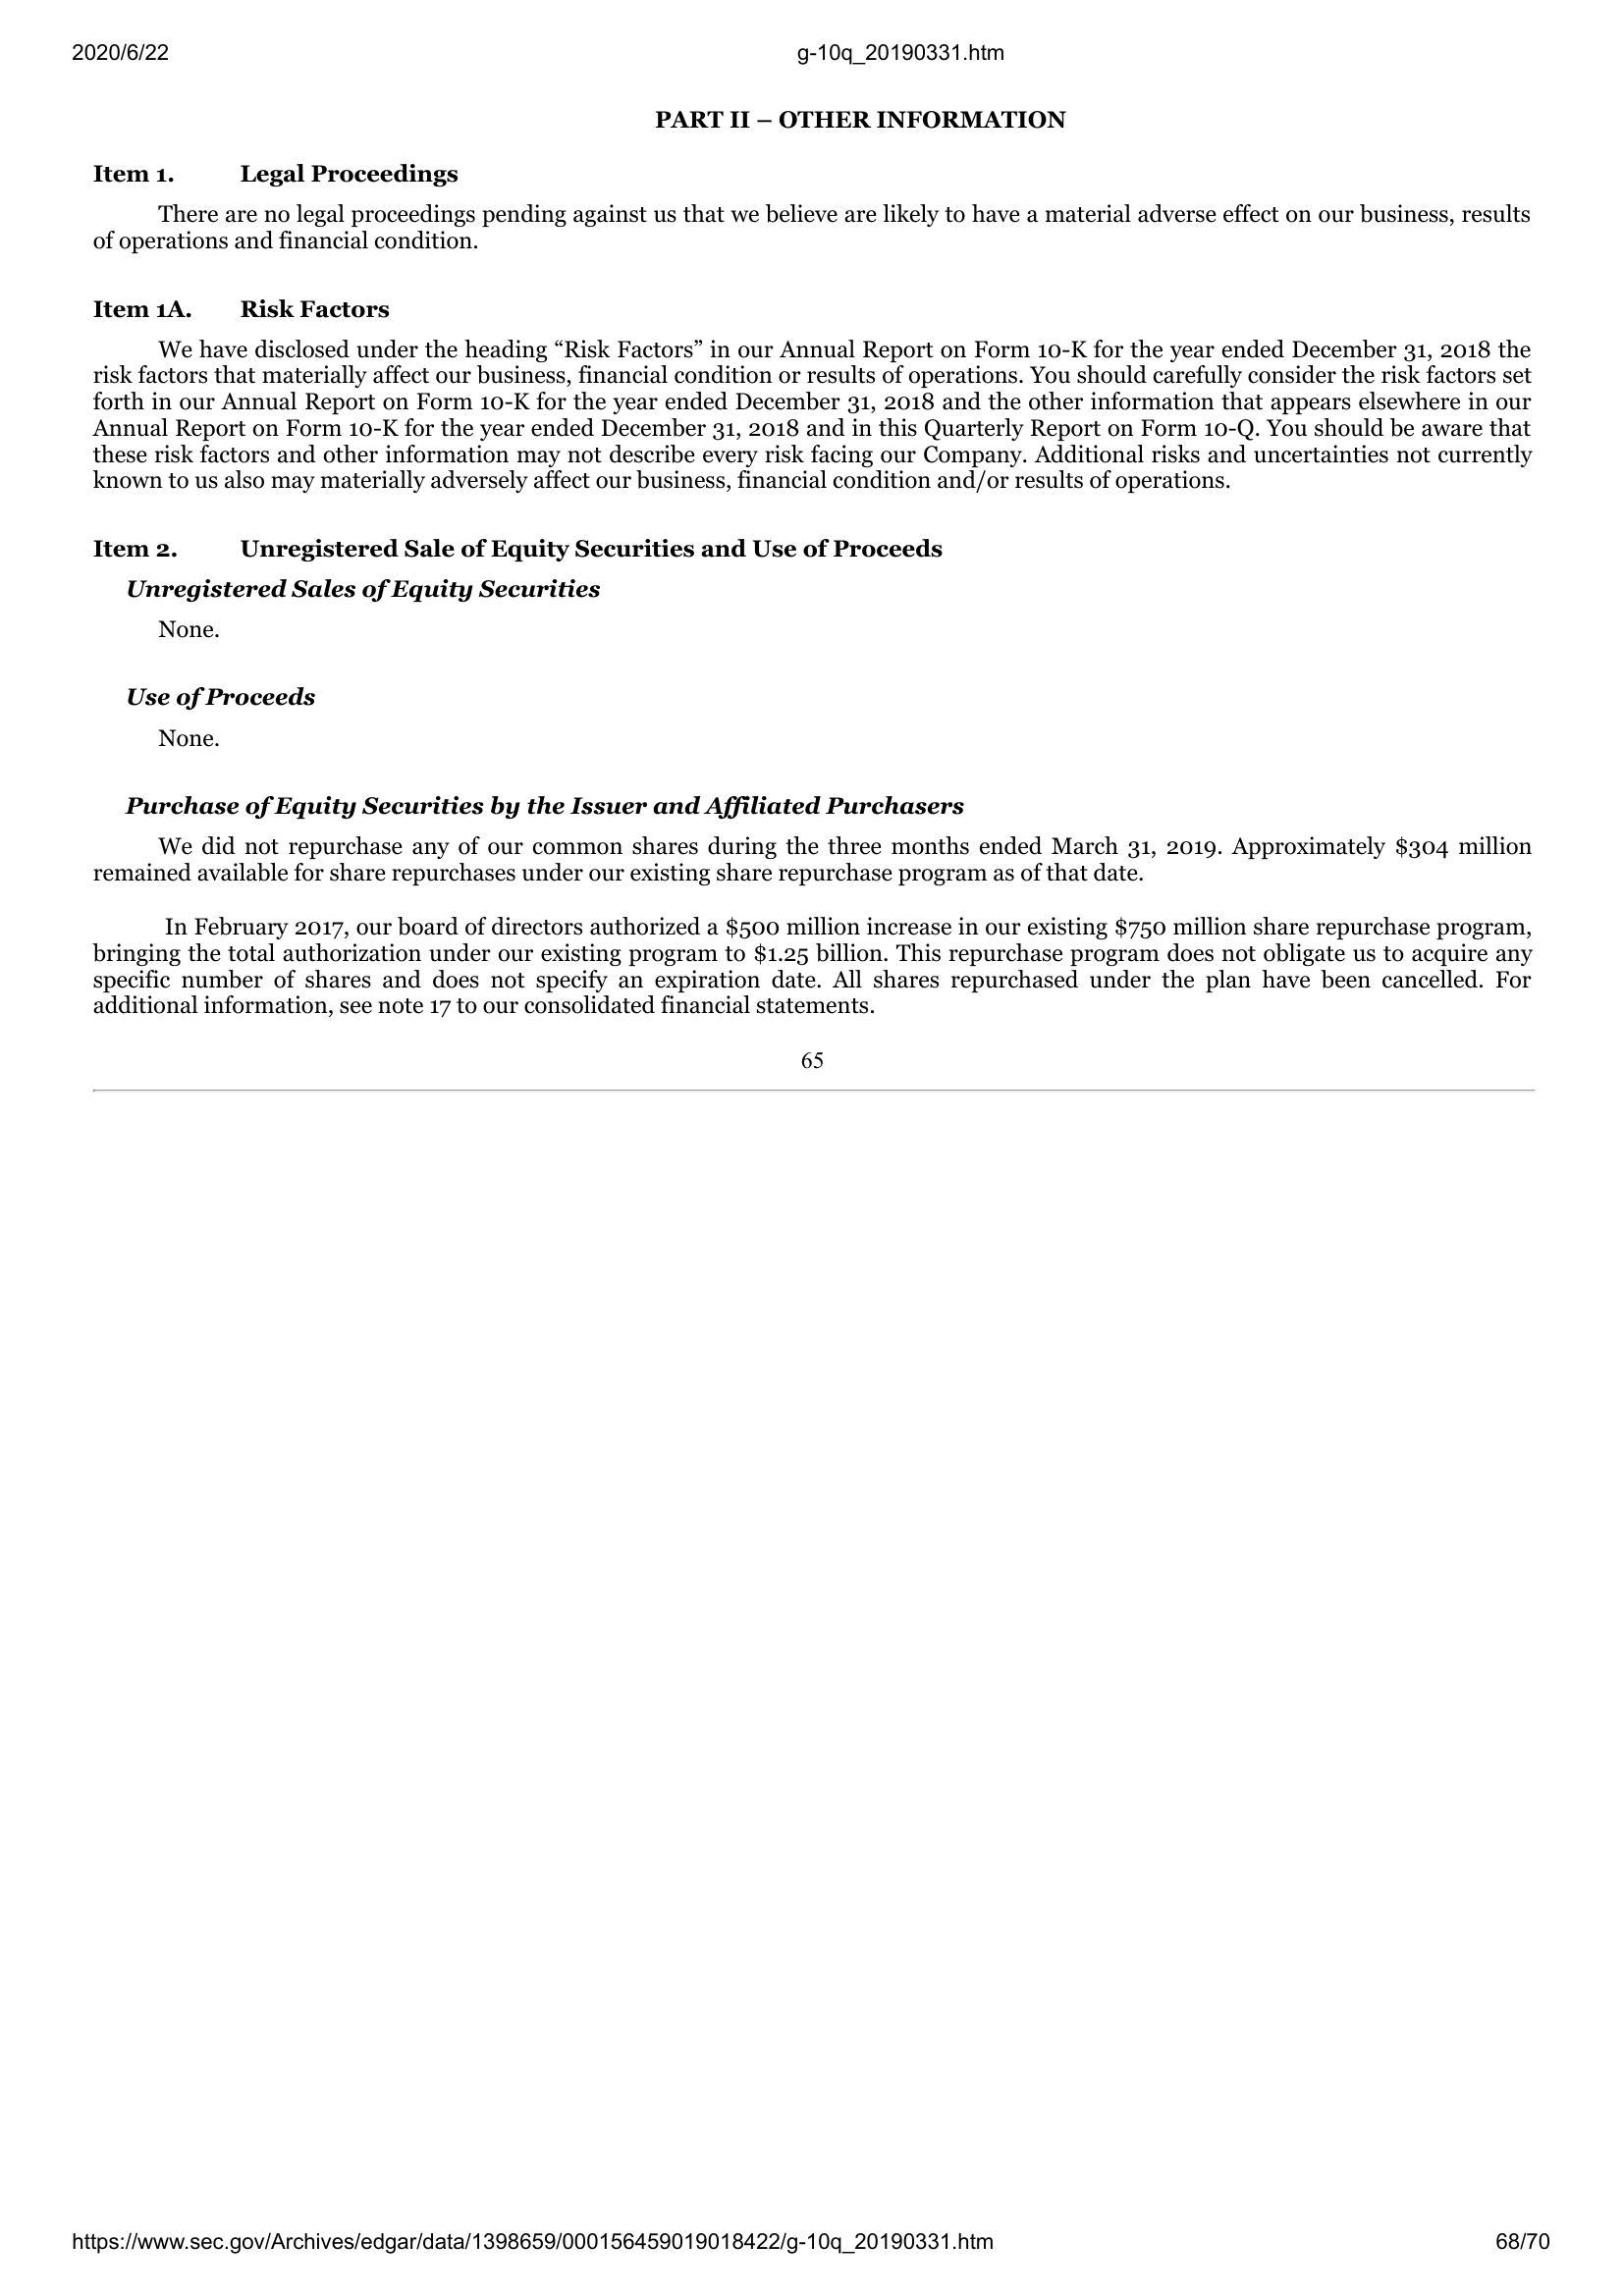 2020/6/22 g-10q_20190331.htm
PART II – OTHER INFORMATION
Item 1. Legal Proceedings
There are no legal proceedings pending against us that we believe are likely to have a material adverse effect on our business, results
of operations and financial condition.
Item 1A. Risk Factors
We have disclosed under the heading “Risk Factors” in our Annual Report on Form 10-K for the year ended December 31, 2018 the
risk factors that materially affect our business, financial condition or results of operations. You should carefully consider the risk factors set
forth in our Annual Report on Form 10-K for the year ended December 31, 2018 and the other information that appears elsewhere in our
Annual Report on Form 10-K for the year ended December 31, 2018 and in this Quarterly Report on Form 10-Q. You should be aware that
these risk factors and other information may not describe every risk facing our Company. Additional risks and uncertainties not currently
known to us also may materially adversely affect our business, financial condition and/or results of operations.
Item 2. Unregistered Sale of Equity Securities and Use of Proceeds
Unregistered Sales of Equity Securities
None.
Use of Proceeds
None.
Purchase of Equity Securities by the Issuer and Affiliated Purchasers
We did not repurchase any of our common shares during the three months ended March 31, 2019. Approximately $304 million
remained available for share repurchases under our existing share repurchase program as of that date.
In February 2017, our board of directors authorized a $500 million increase in our existing $750 million share repurchase program,
bringing the total authorization under our existing program to $1.25 billion. This repurchase program does not obligate us to acquire any
specific number of shares and does not specify an expiration date. All shares repurchased under the plan have been cancelled. For
additional information, see note 17 to our consolidated financial statements.
65
https://www.sec.gov/Archives/edgar/data/1398659/000156459019018422/g-10q_20190331.htm 68/70